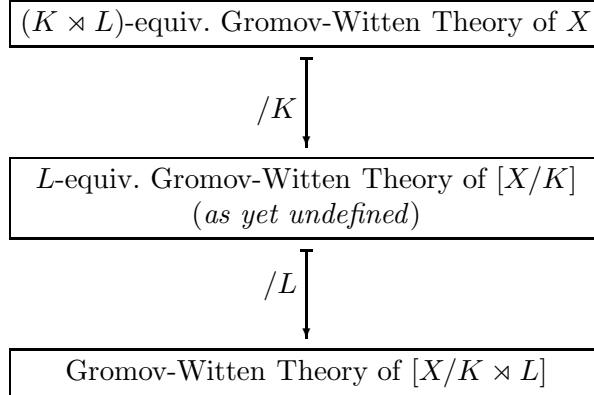 (K ⋊ L)-equiv. Gromov-Witten Theory of X
/K
L-equiv. Gromov-Witten Theory of [X/K]
(as yet undefined)
/L
Gromov-Witten Theory of [X/K ⋊ L]